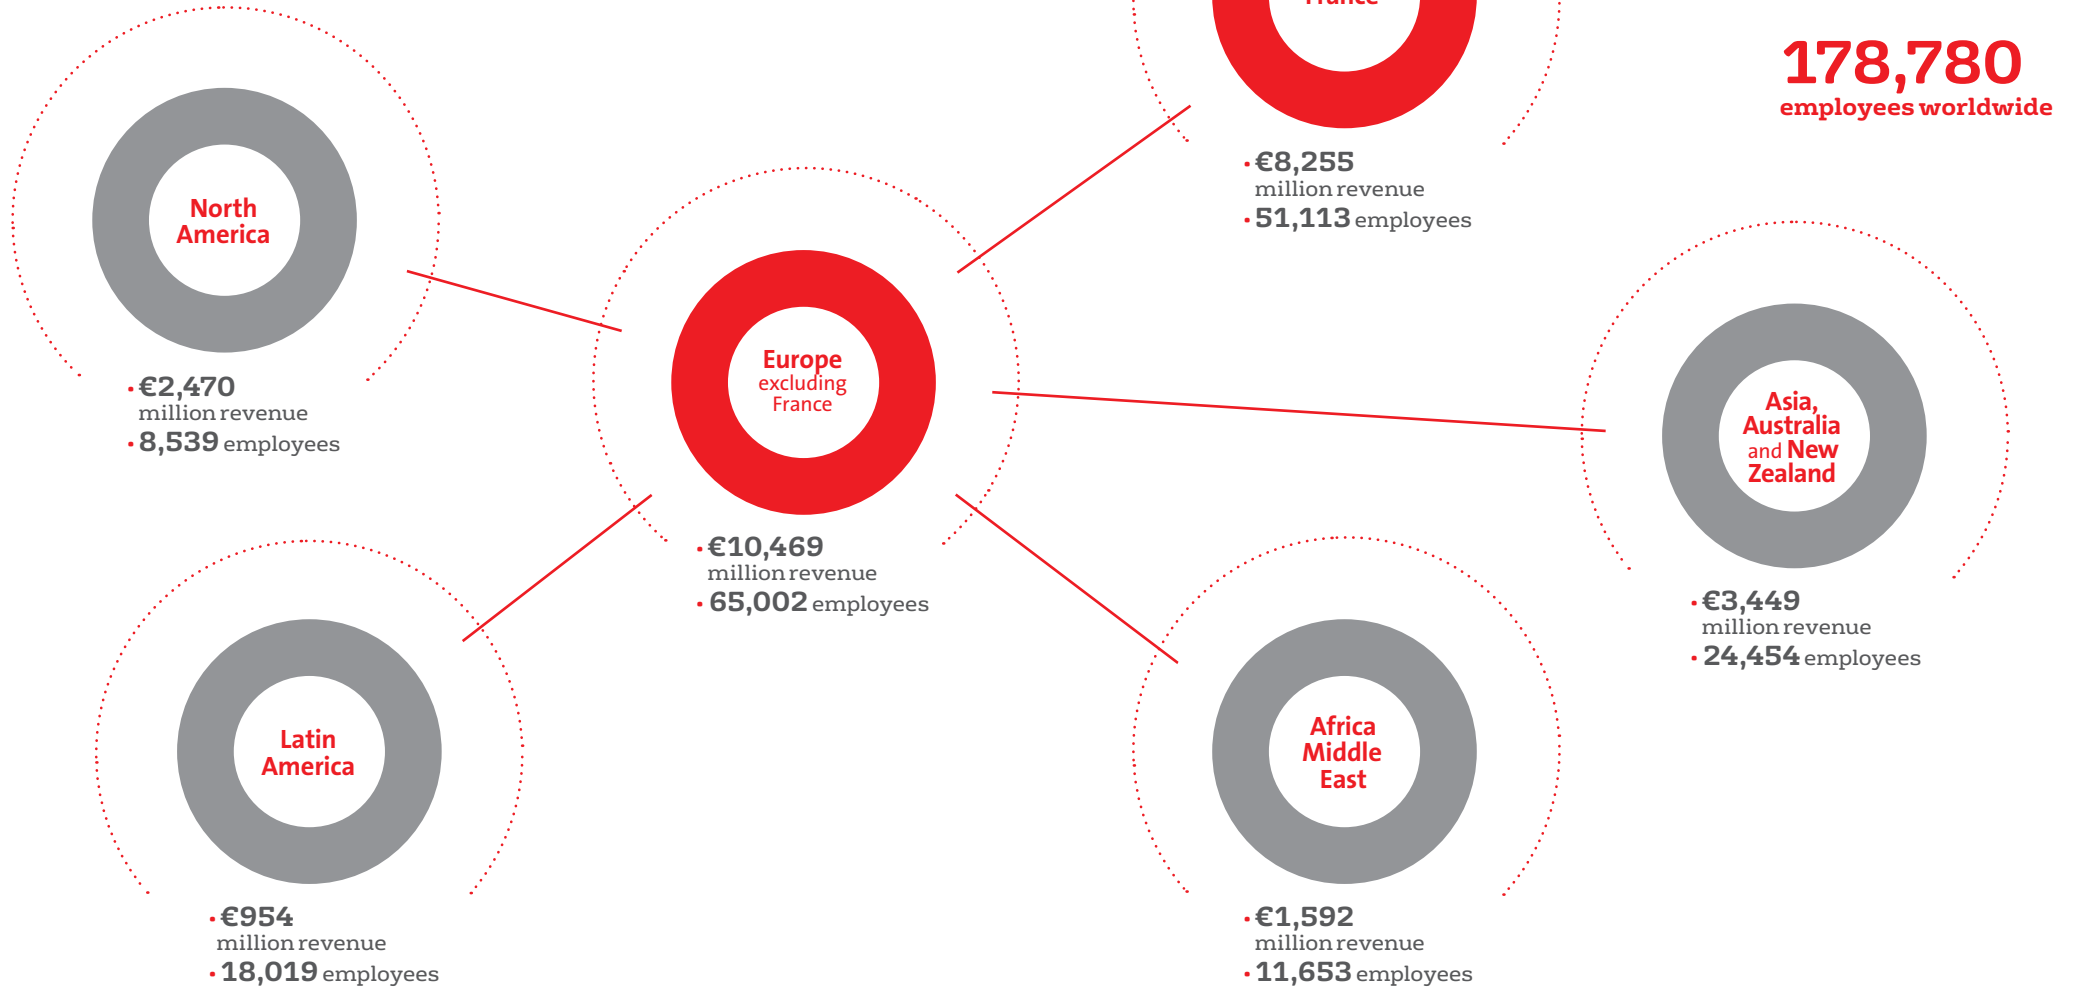 France
178,780
employees worldwide
• €8,255
million revenue
• 51,113 employees
North
America
• €2,470
million revenue
• 8,539 employees
Europe
excluding
France
• €10,469
million revenue
• 65,002 employees
Asia,
Australia
and New
Zealand
• €3,449
million revenue
• 24,454 employees
Latin
America
• €954
million revenue
• 18,019 employees
Africa
Middle
East
• €1,592
million revenue
• 11,653 employees